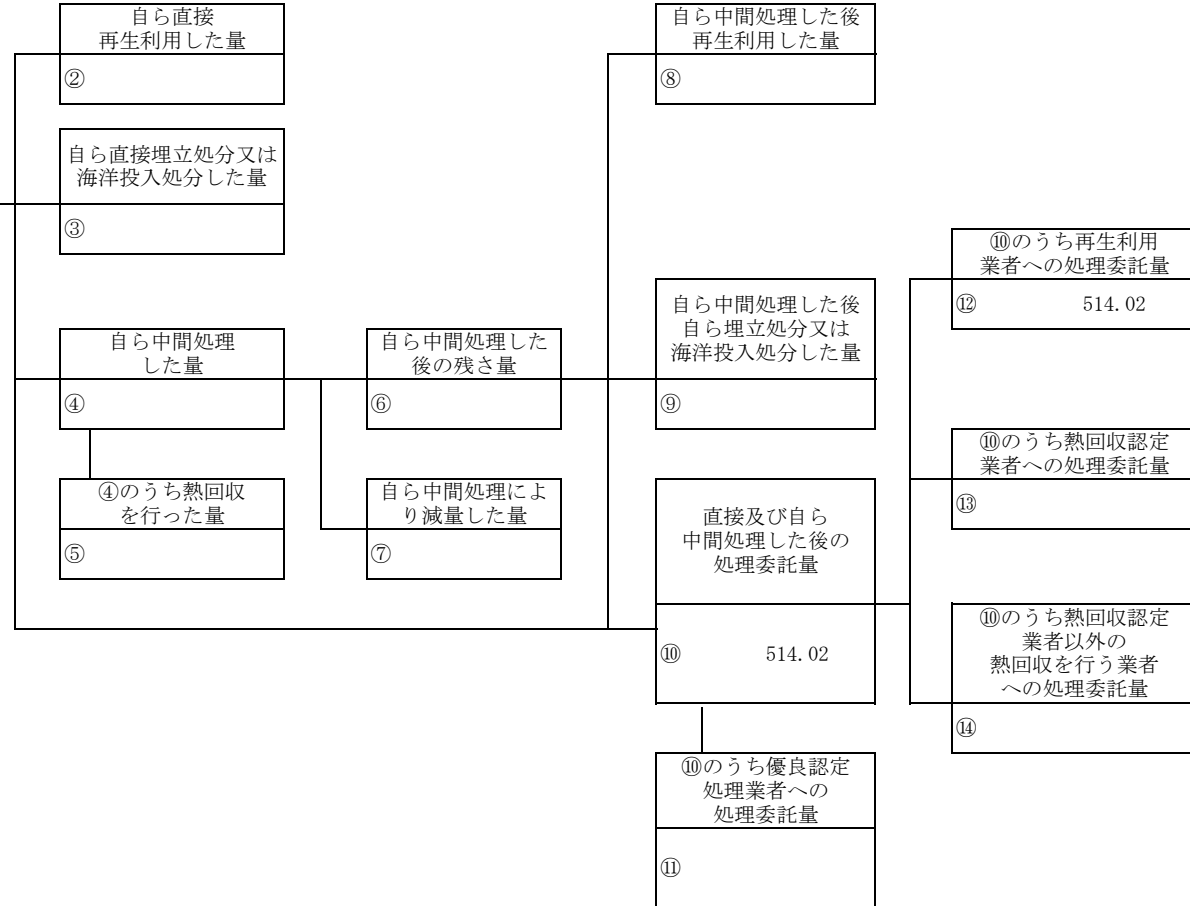 自ら直接
再生利用した量
②
自ら直接埋立処分又は
海洋投入処分した量
③
自ら中間処理
した量
④
④のうち熱回収
を行った量
⑤
自ら中間処理した
後の残さ量
⑥
自ら中間処理によ
り減量した量
⑦
自ら中間処理した後
再生利用した量
⑧
自ら中間処理した後
自ら埋立処分又は
海洋投入処分した量
⑨
直接及び自ら
中間処理した後の
処理委託量
⑩ 514.02
⑩のうち優良認定
処理業者への
処理委託量
⑪
⑩のうち再生利用
業者への処理委託量
⑫ 514.02
⑩のうち熱回収認定
業者への処理委託量
⑬
⑩のうち熱回収認定
業者以外の
熱回収を行う業者
への処理委託量
⑭